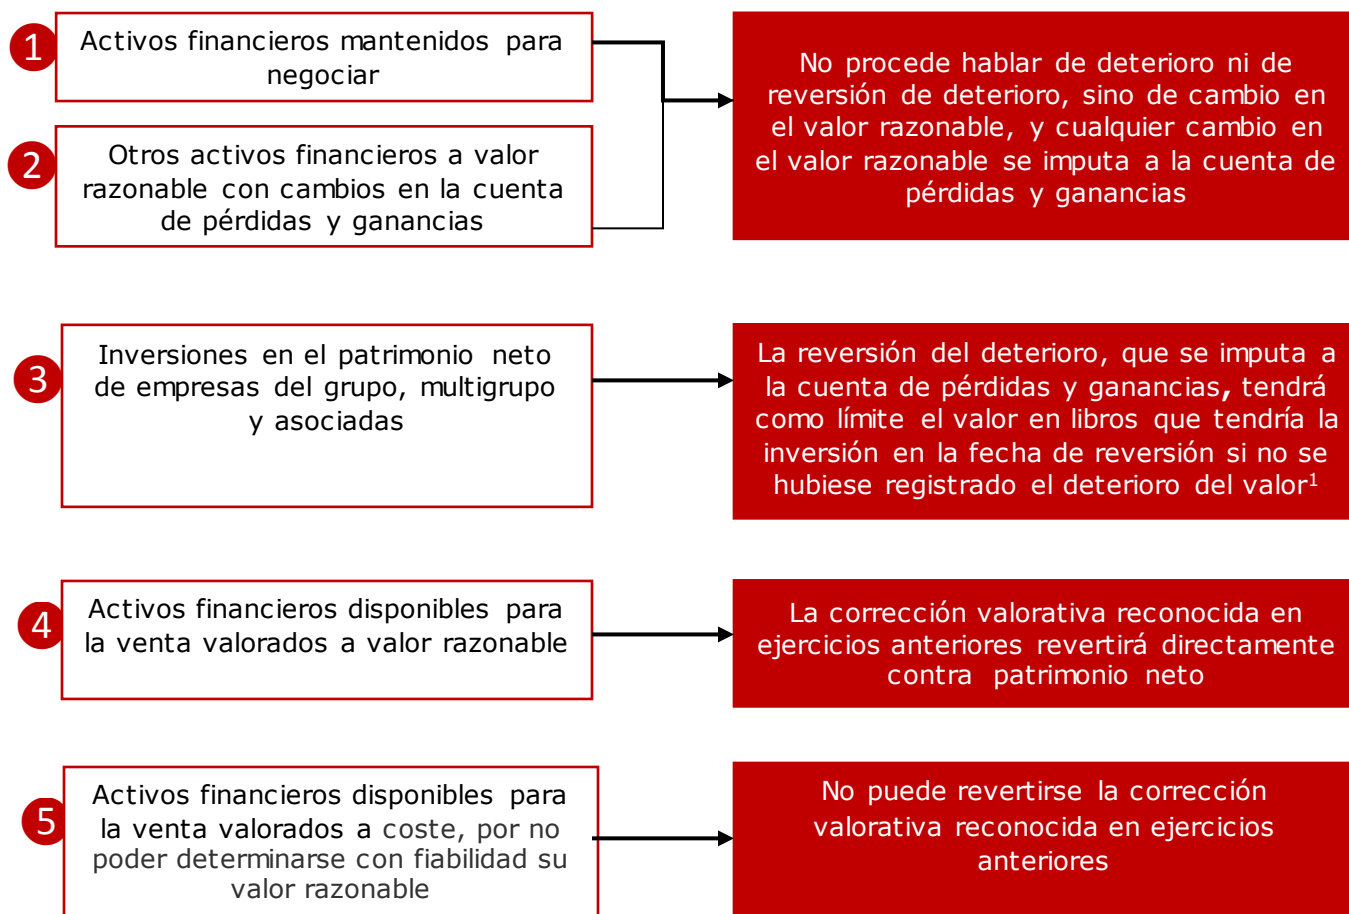 1
Activos financieros mantenidos para
negociar
2
Otros activos financieros a valor
razonable con cambios en la cuenta
de pérdidas y ganancias
No procede hablar de deterioro ni de
reversión de deterioro, sino de cambio en
el valor razonable, y cualquier cambio en
el valor razonable se imputa a la cuenta de
pérdidas y ganancias
3
Inversiones en el patrimonio neto
de empresas del grupo, multigrupo
y asociadas
La reversión del deterioro, que se imputa a
la cuenta de pérdidas y ganancias, tendrá
como límite el valor en libros que tendría la
inversión en la fecha de reversión si no se
hubiese registrado el deterioro del valor¹
4
Activos financieros disponibles para
la venta valorados a valor razonable
La corrección valorativa reconocida en
ejercicios anteriores revertirá directamente
contra patrimonio neto
5
Activos financieros disponibles para
la venta valorados a coste, por no
poder determinarse con fiabilidad su
valor razonable
No puede revertirse la corrección
valorativa reconocida en ejercicios
anteriores